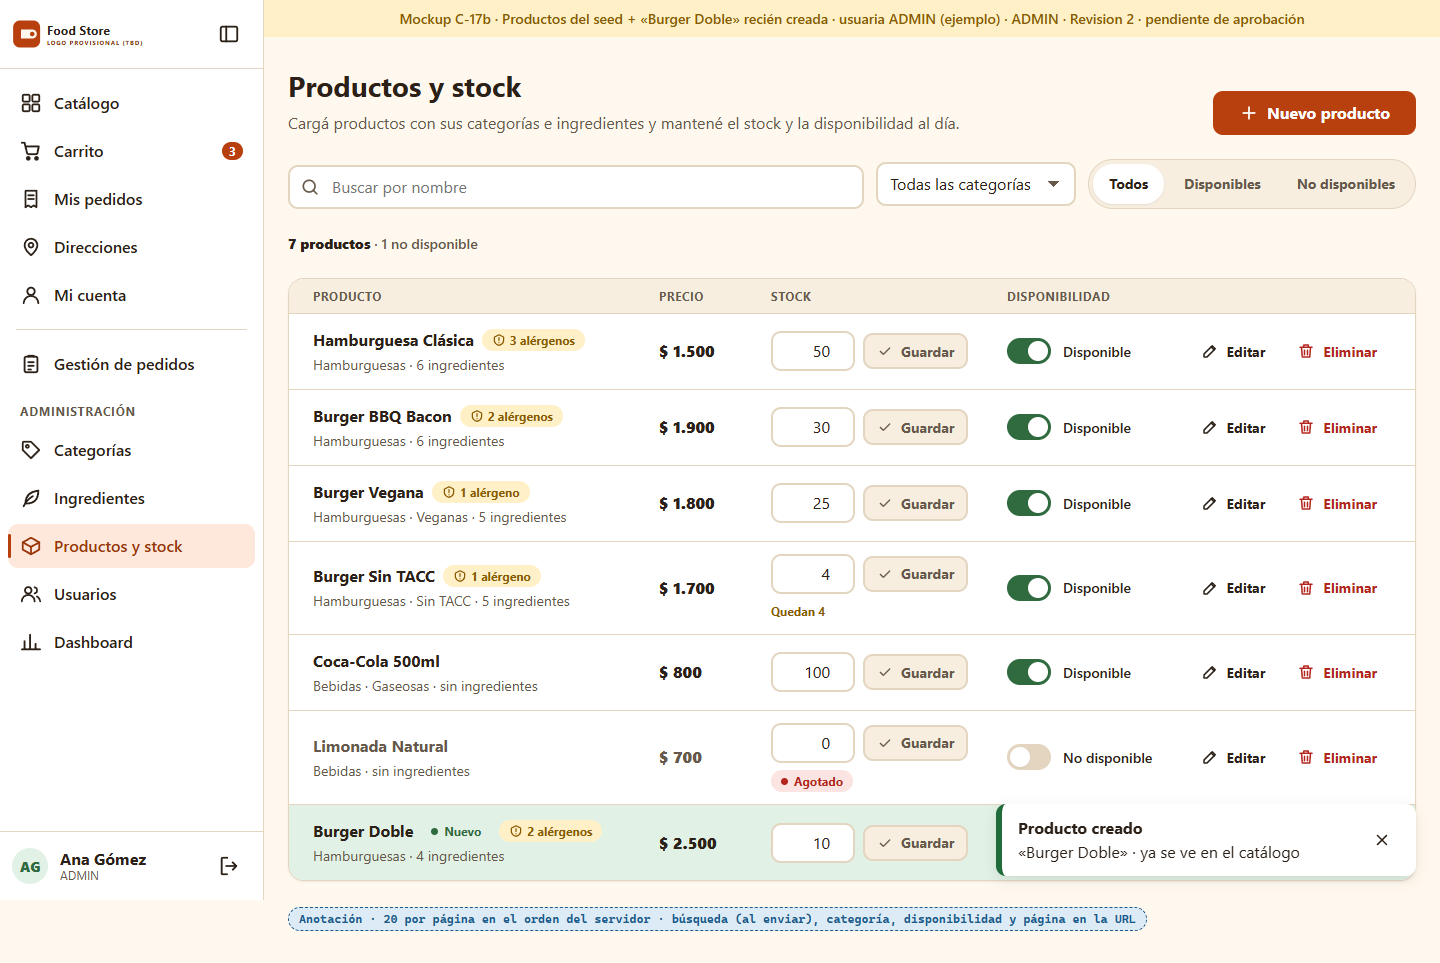 Mockup C-17b · Productos del seed + «Burger Doble» recién creada · usuaria ADMIN (ejemplo) · ADMIN · Revision 2 · pendiente de aprobación
Food Store
LOGO PROVISIONAL (TBD)
Catálogo
Carrito
3
Mis pedidos
Direcciones
Mi cuenta
Gestión de pedidos
ADMINISTRACIÓN
Categorías
Ingredientes
Productos y stock
Usuarios
Dashboard
AG
Ana Gómez
ADMIN
Productos y stock
Cargá productos con sus categorías e ingredientes y mantené el stock y la disponibilidad al día.
Nuevo producto
Buscar por nombre
Todas las categorías
Todos
Disponibles
No disponibles
7 productos · 1 no disponible
PRODUCTO PRECIO STOCK DISPONIBILIDAD
Hamburguesa Clásica 3 alérgenos
Hamburguesas · 6 ingredientes
$ 1.500 50 Guardar Disponible Editar Eliminar
Burger BBQ Bacon 2 alérgenos
Hamburguesas · 6 ingredientes
$ 1.900 30 Guardar Disponible Editar Eliminar
Burger Vegana 1 alérgeno
Hamburguesas · Veganas · 5 ingredientes
$ 1.800 25 Guardar Disponible Editar Eliminar
Burger Sin TACC 1 alérgeno
Hamburguesas · Sin TACC · 5 ingredientes
$ 1.700 4 Guardar Disponible Editar Eliminar
Quedan 4
Coca-Cola 500ml
Bebidas · Gaseosas · sin ingredientes
$ 800 100 Guardar Disponible Editar Eliminar
Limonada Natural
Bebidas · sin ingredientes
$ 700 0 Guardar No disponible Editar Eliminar
Agotado
Burger Doble Nuevo 2 alérgenos
Hamburguesas · 4 ingredientes
$ 2.500 10 Guardar
Producto creado
«Burger Doble» · ya se ve en el catálogo
Anotación · 20 por página en el orden del servidor · búsqueda (al enviar), categoría, disponibilidad y página en la URL